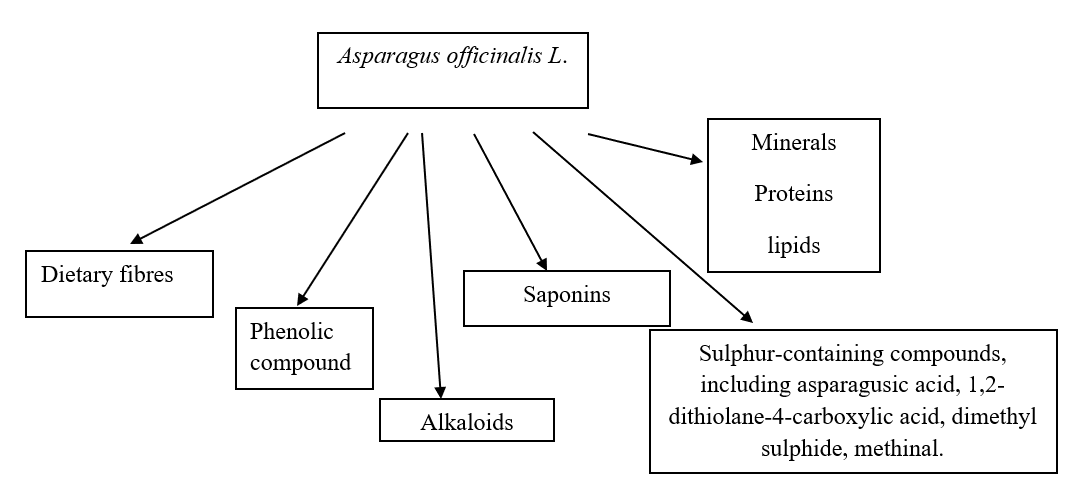 Asparagus officinalis L.
Minerals
Proteins
lipids
Dietary fibres
Phenolic
compound
Alkaloids
Saponins
Sulphur-containing compounds,
including asparagusic acid, 1,2-
dithiolane-4-carboxylic acid, dimethyl
sulphide, methinal.